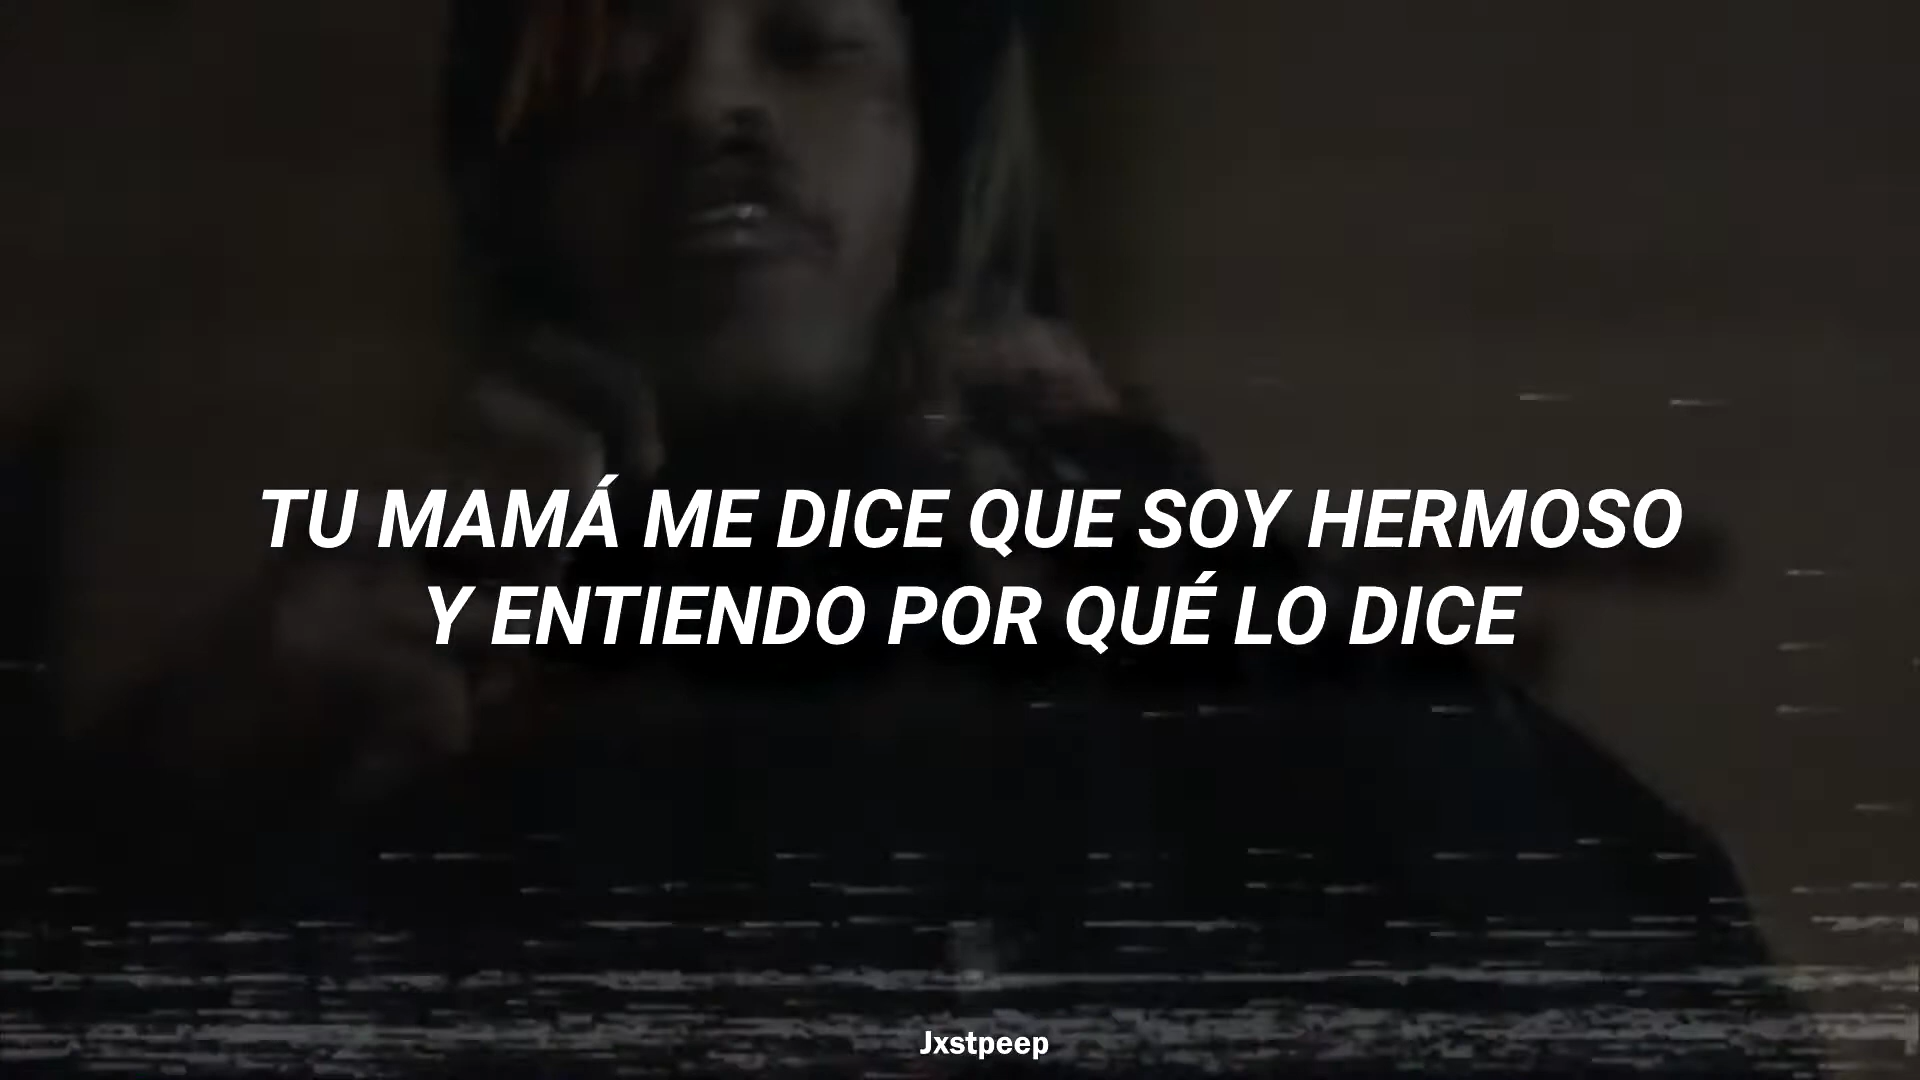 TU MAMÁ ME DICE QUE SOY HERMOSO
Y ENTIENDO POR QUÉ LO DICE
Jxstpeep